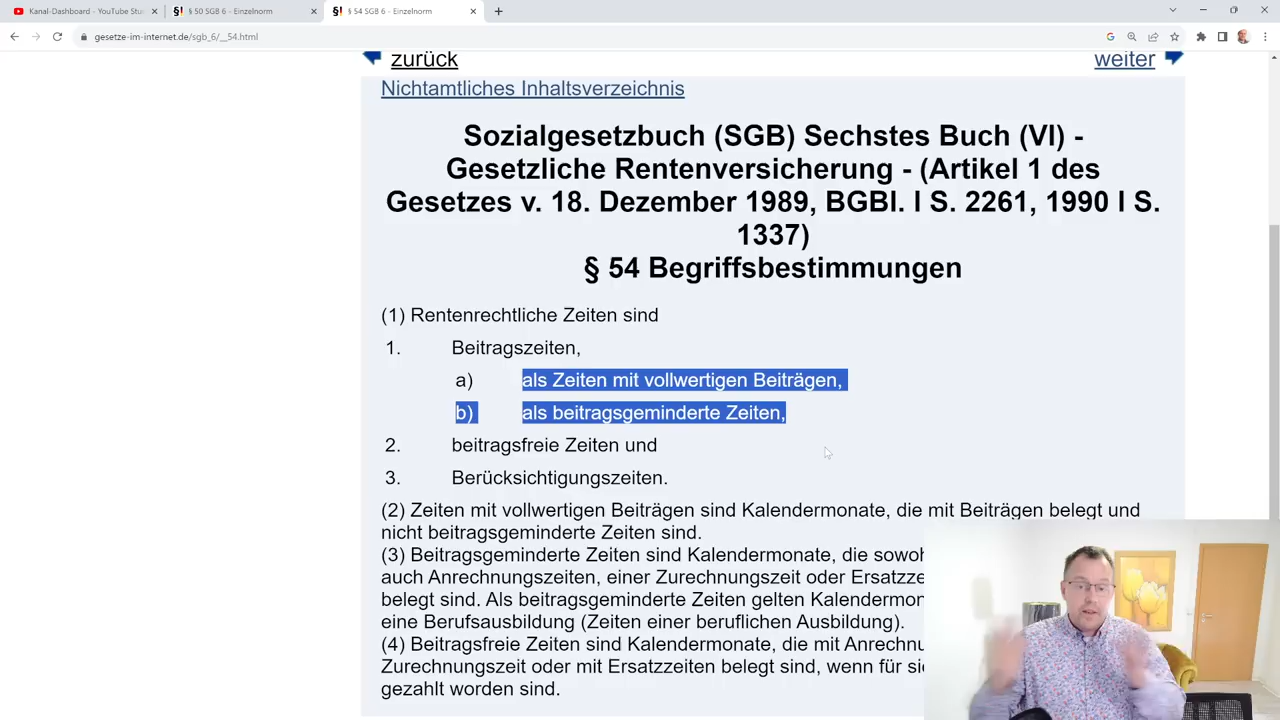 Kanal-Dashboard - YouTube Stu
§ 50 SGB 6 - Einzelnorm
§ 54 SGB 6 - Einzelnorm
gesetze-im-internet.de/sgb_6/__54.html
zurück
weiter
Nichtamtliches Inhaltsverzeichnis
Sozialgesetzbuch (SGB) Sechstes Buch (VI) -
Gesetzliche Rentenversicherung - (Artikel 1 des
Gesetzes v. 18. Dezember 1989, BGBl. I S. 2261, 1990 I S.
1337)
§ 54 Begriffsbestimmungen
(1) Rentenrechtliche Zeiten sind
1. Beitragszeiten,
a) als Zeiten mit vollwertigen Beiträgen,
b) als beitragsgeminderte Zeiten,
2. beitragsfreie Zeiten und
3. Berücksichtigungszeiten.
(2) Zeiten mit vollwertigen Beiträgen sind Kalendermonate, die mit Beiträgen belegt und
nicht beitragsgeminderte Zeiten sind.
(3) Beitragsgeminderte Zeiten sind Kalendermonate, die
auch Anrechnungszeiten, einer Zurechnungszeit oder
belegt sind. Als beitragsgeminderte Zeiten gelten
eine Berufsausbildung (Zeiten einer beruflichen Ausbildung).
(4) Beitragsfreie Zeiten sind Kalendermonate, die mit
Zurechnungszeit oder mit Ersatzzeiten belegt sind, wenn für
gezahlt worden sind.